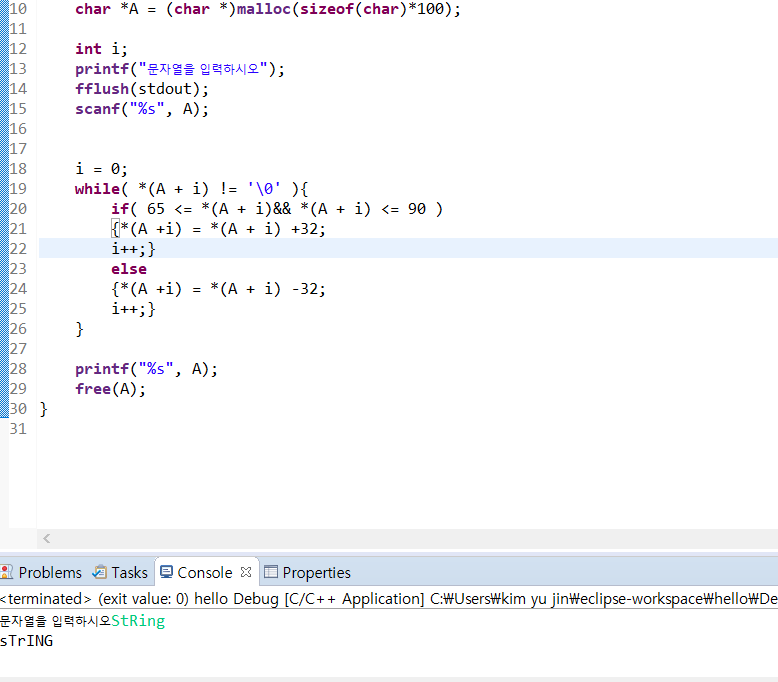 10 char *A = (char *)malloc(sizeof(char)*100);
11
12 int i;
13 printf("문자열을 입력하시오");
14 fflush(stdout);
15 scanf("%s", A);
16
17
18 i = 0;
19 while( *(A + i) != '\0' ){
20 if( 65 <= *(A + i)&& *(A + i) <= 90 )
21 {*(A +i) = *(A + i) +32;
22 i++;}
23 else
24 {*(A +i) = *(A + i) -32;
25 i++;}
26 }
27
28 printf("%s", A);
29 free(A);
30 }
31
Problems Tasks Console Properties
<terminated> (exit value: 0) hello Debug [C/C++ Application] C:₩Users₩kim yu jin₩eclipse-workspace₩hello₩De
문자열을 입력하시오StRing
sTrING